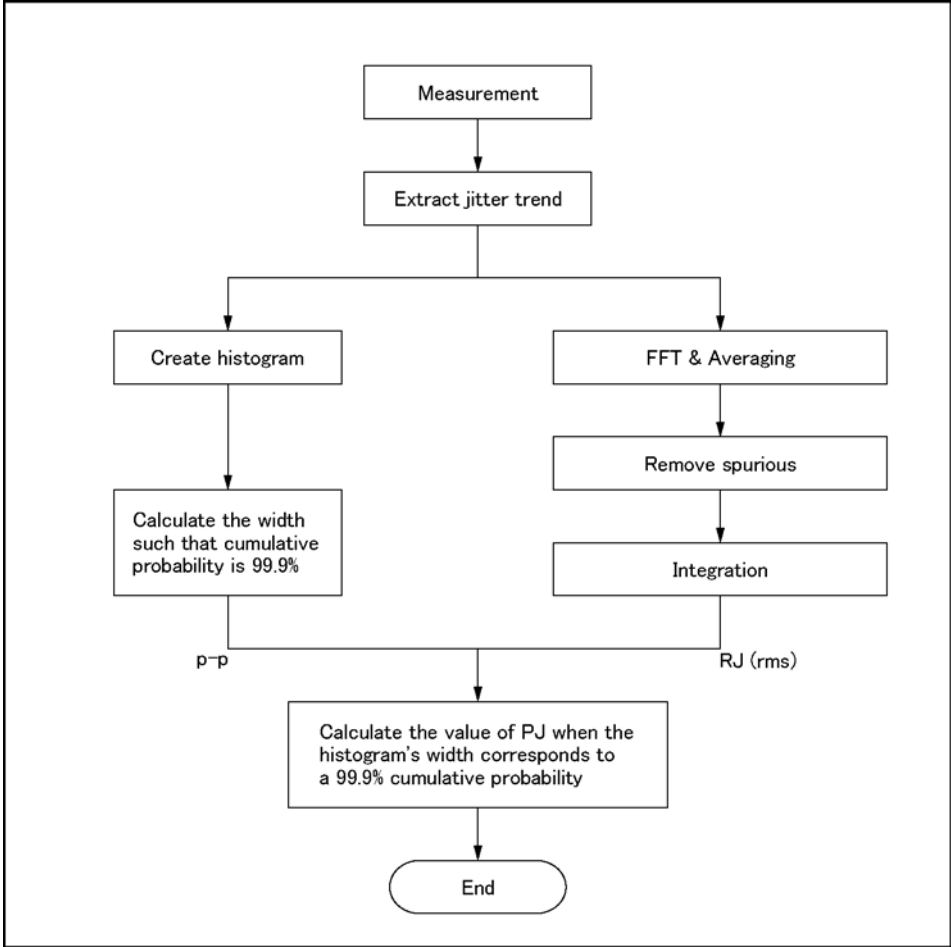 Measurement
Extract jitter trend
Create histogram
FFT & Averaging
Remove spurious
Calculate the width
such that cumulative
probability is 99.9%
Integration
p-p
RJ (rms)
Calculate the value of PJ when the
histogram's width corresponds to
a 99.9% cumulative probability
End